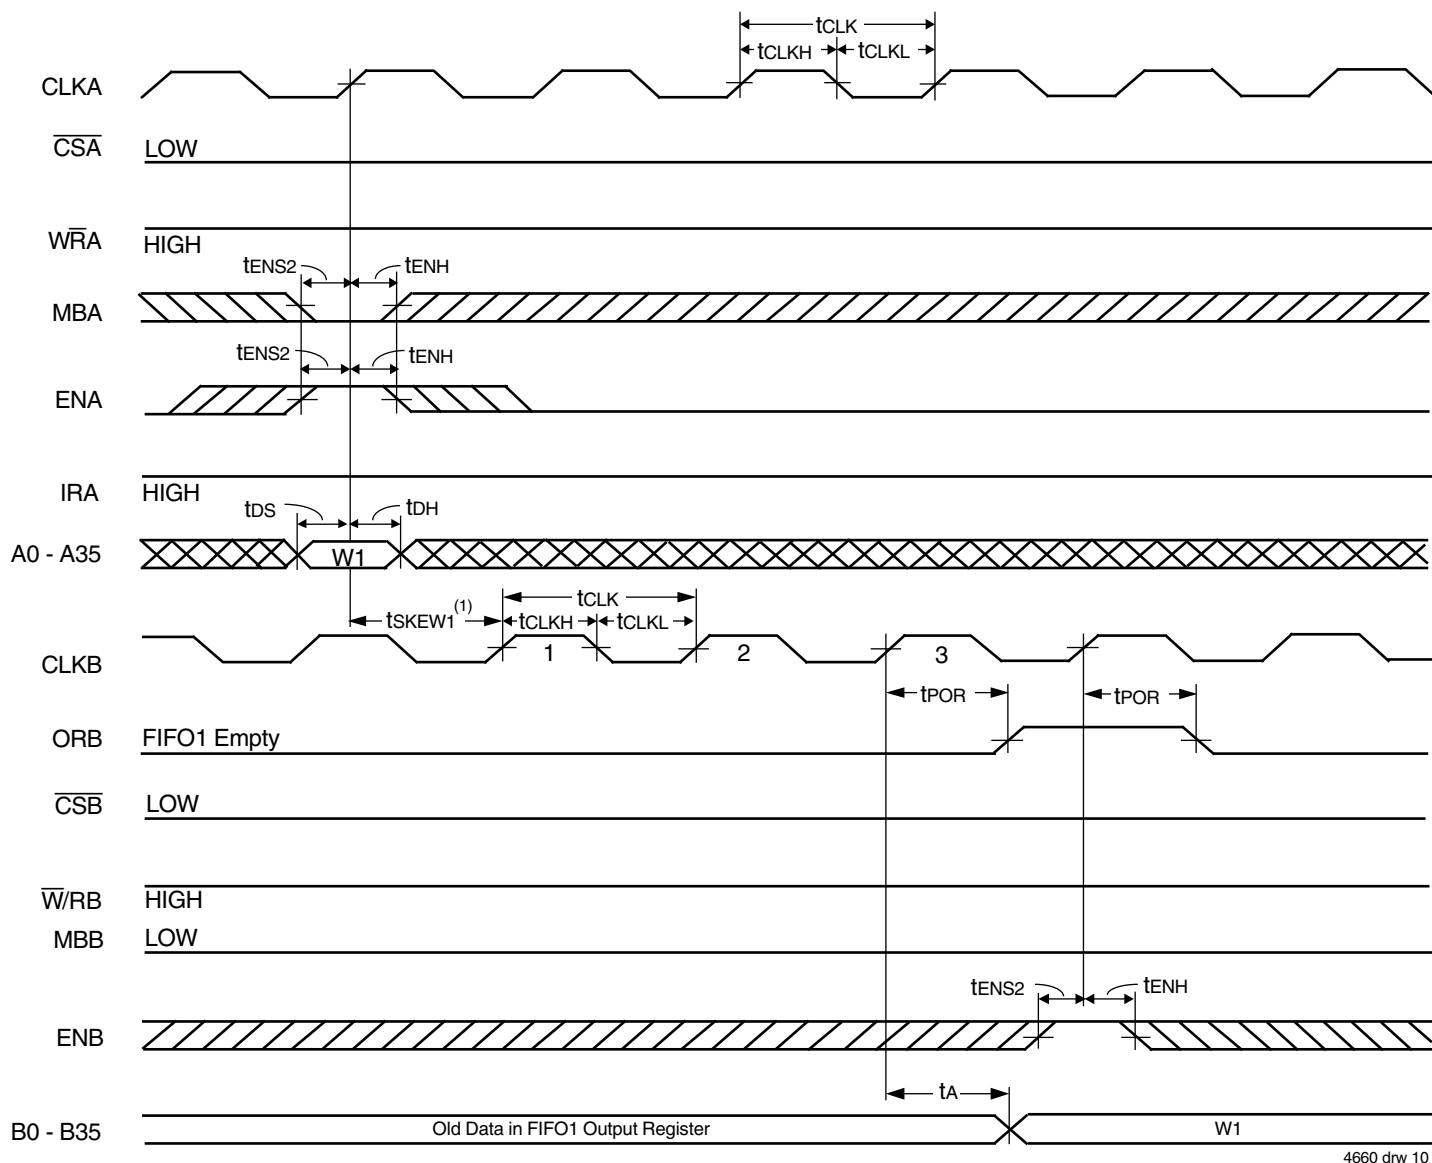 tCLK
tCLKH tCLKL
CLKA
CSA LOW
WRA HIGH
tENS2 tENH
MBA
tENS2 tENH
ENA
IRA HIGH
tDS tDH
A0 - A35 W1
tCLK
tSKEW1(1) tCLKH tCLKL
CLKB 1 2 3
tPOR tPOR
ORB FIFO1 Empty
CSB LOW
W/RB HIGH
MBB LOW
tENS2 tENH
ENB
tA
B0 - B35 Old Data in FIFO1 Output Register W1
4660 drw 10